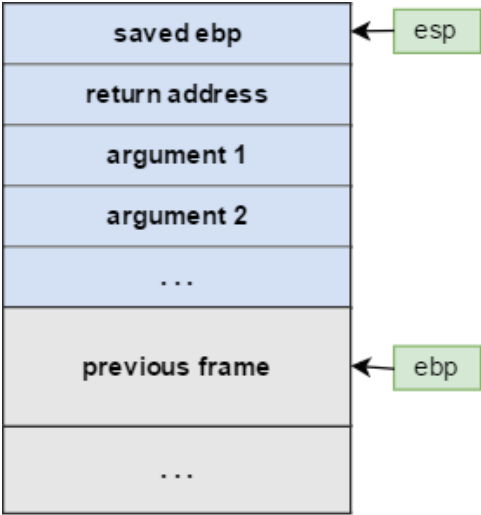 saved ebp
esp
return address
argument 1
argument 2
...
previous frame
ebp
...